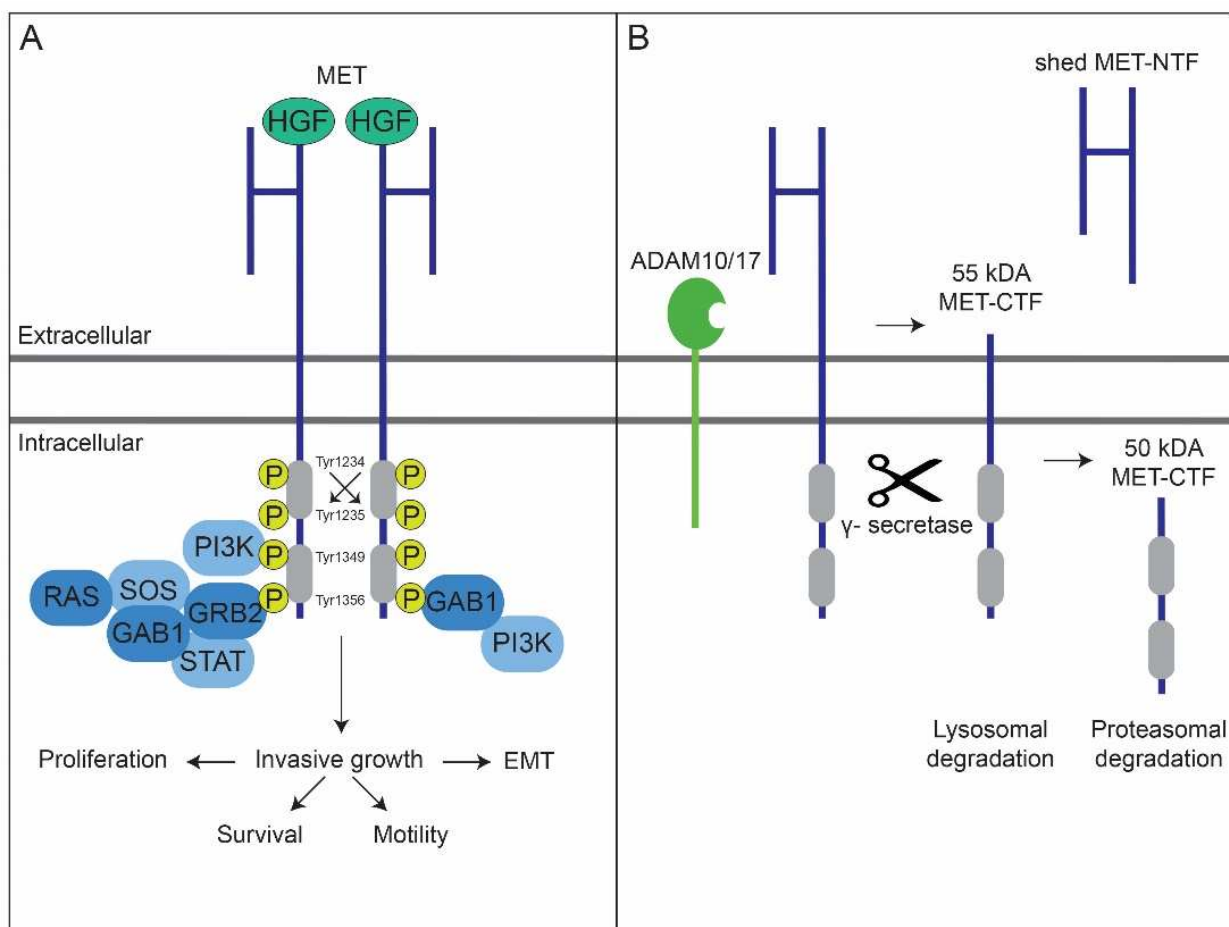 A
MET
HGF HGF
Extracellular
Intracellular
P P
Tyr1234
P P
Tyr1235
PI3K
P P
Tyr1349
RAS
SOS
GAB1
GRB2
STAT
P P
Tyr1356
GAB1
PI3K
Proliferation
Invasive growth
EMT
Survival
Motility
B
shed MET-NTF
ADAM10/17
55 kDA
MET-CTF
50 kDA
MET-CTF
γ- secretase
Lysosomal
degradation
Proteasomal
degradation